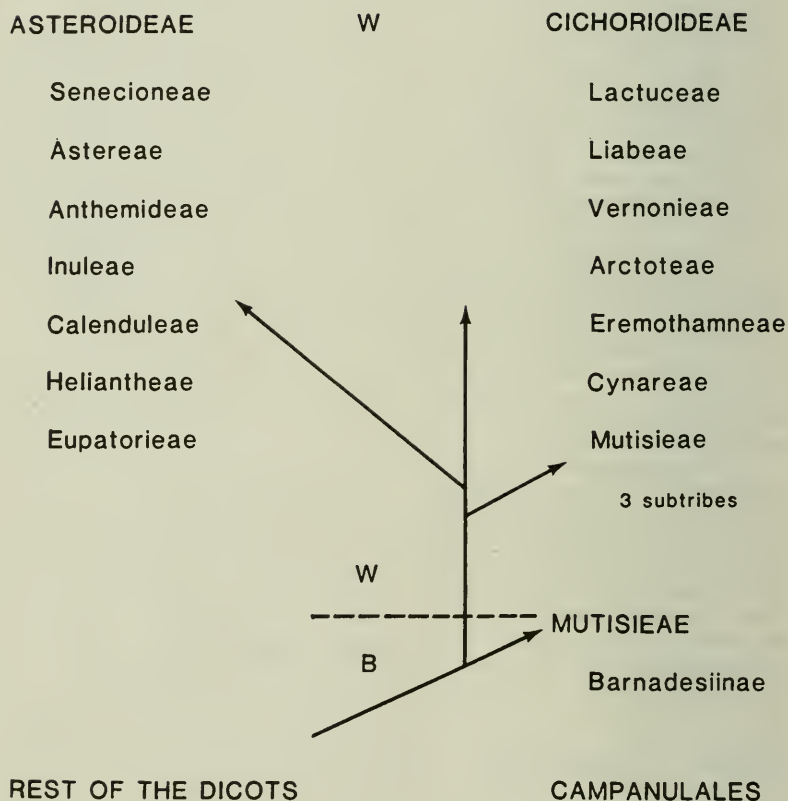 ASTEROIDEAE W CICHORIOIDEAE
Senecioneae Lactuceae
Astereae Liabeae
Anthemideae Vernonieae
Inuleae Arctoteae
Calenduleae Eremothamneae
Heliantheae Cynareae
Eupatorieae Mutisieae
3 subtribes
W
MUTISIEAE
B
Barnadesiinae
REST OF THE DICOTS CAMPANULALES